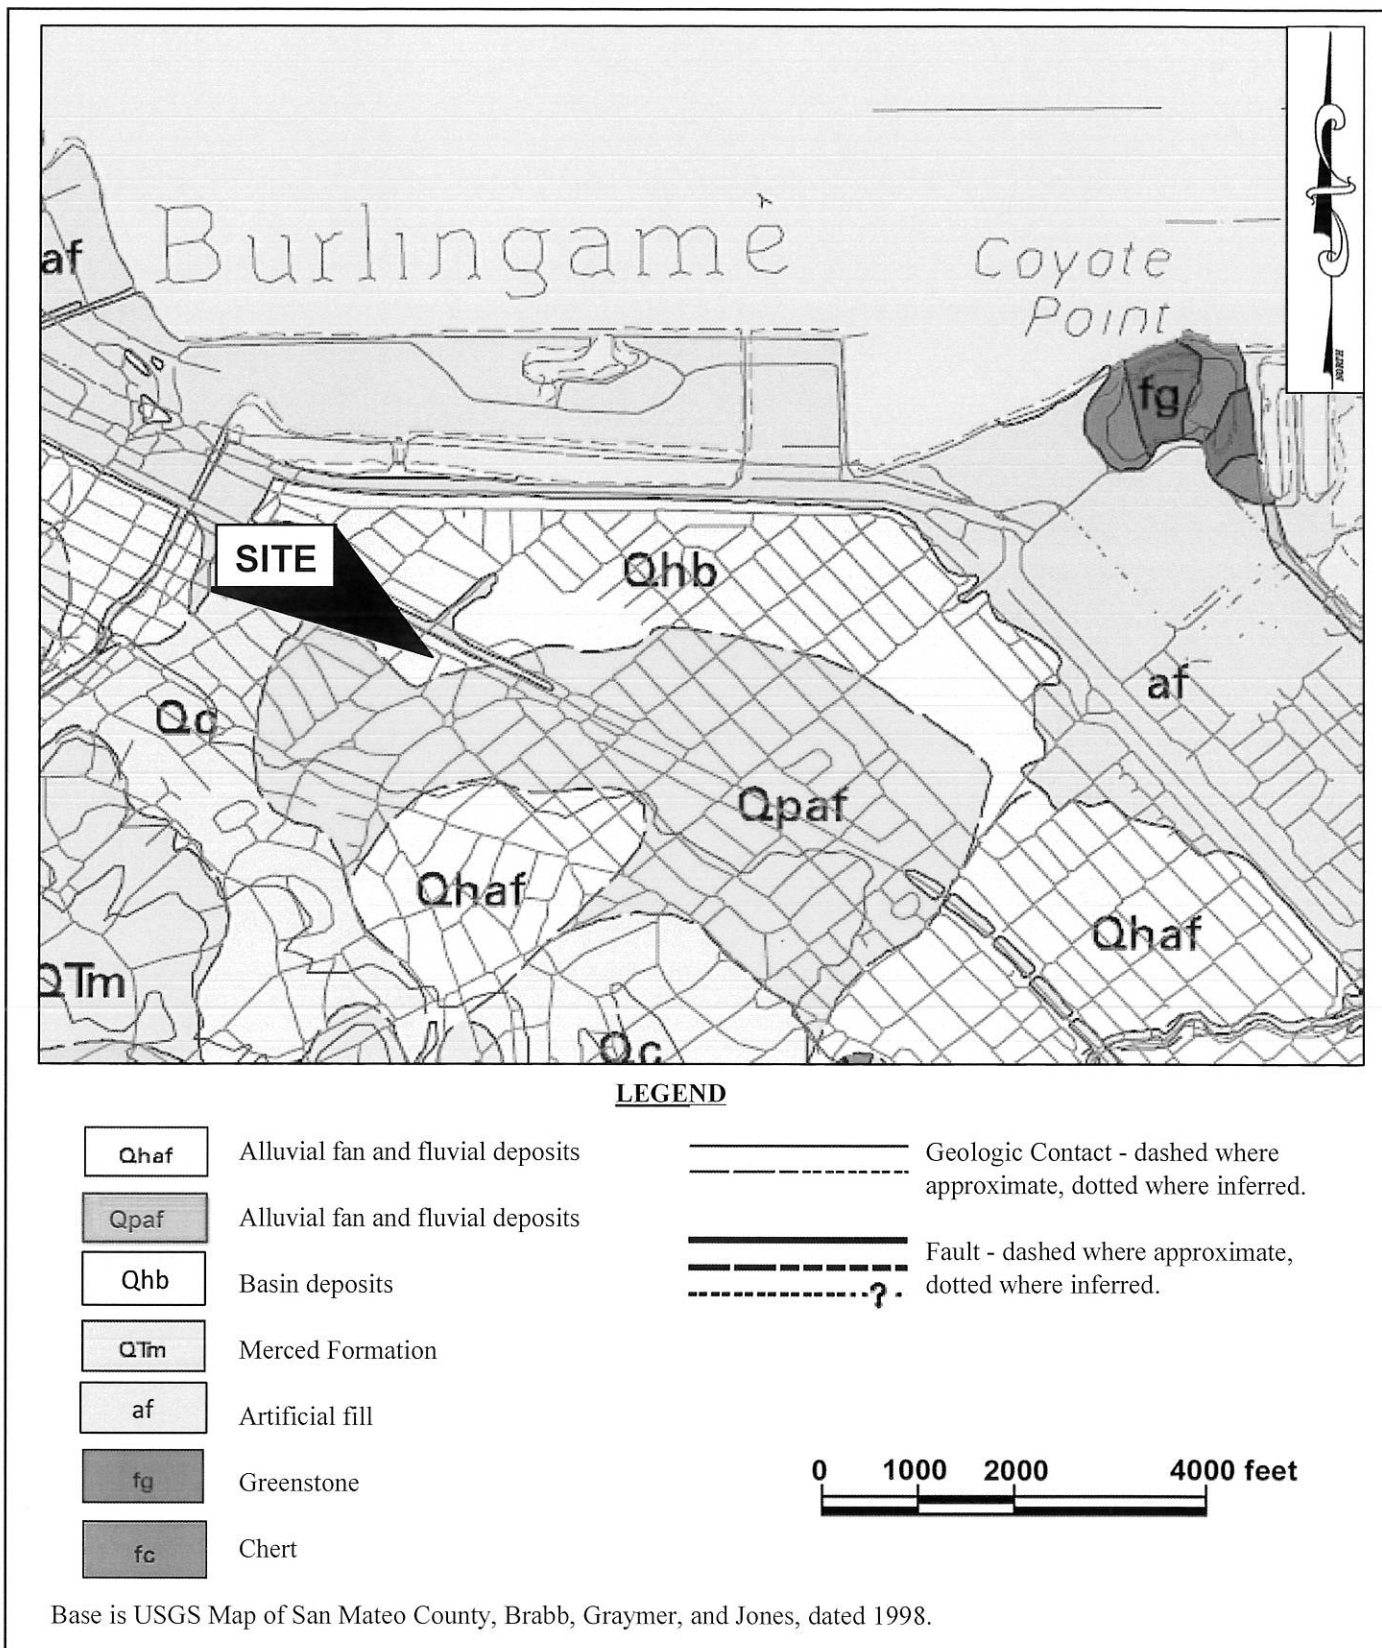 NORTH
af
Burlingame
Coyote
Point
fg
SITE
Qhb
af
Qc
Qpaf
Qhaf
Qhaf
QTm
Qc
LEGEND
Qhaf Alluvial fan and fluvial deposits
Qpaf Alluvial fan and fluvial deposits
Qhb Basin deposits
QTm Merced Formation
af Artificial fill
fg Greenstone
fc Chert
Geologic Contact - dashed where
approximate, dotted where inferred.
Fault - dashed where approximate,
dotted where inferred.
?
0 1000 2000 4000 feet
Base is USGS Map of San Mateo County, Brabb, Graymer, and Jones, dated 1998.